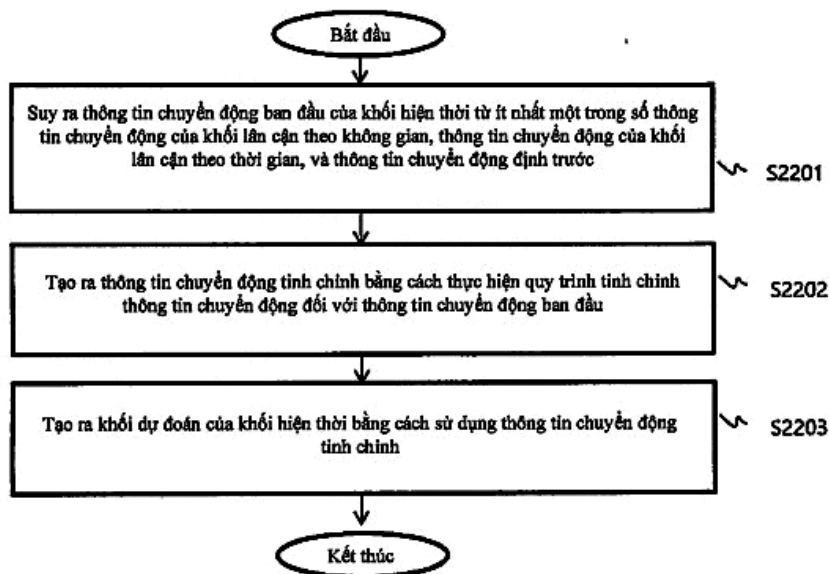 Bắt đầu
Suy ra thông tin chuyển động ban đầu của khối hiện thời từ ít nhất một trong số thông
tin chuyển động của khối lân cận theo không gian, thông tin chuyển động của khối
lân cận theo thời gian, và thông tin chuyển động định trước
S2201
Tạo ra thông tin chuyển động tinh chỉnh bằng cách thực hiện quy trình tinh chỉnh
thông tin chuyển động đối với thông tin chuyển động ban đầu
S2202
Tạo ra khối dự đoán của khối hiện thời bằng cách sử dụng thông tin chuyển động
tinh chỉnh
S2203
Kết thúc